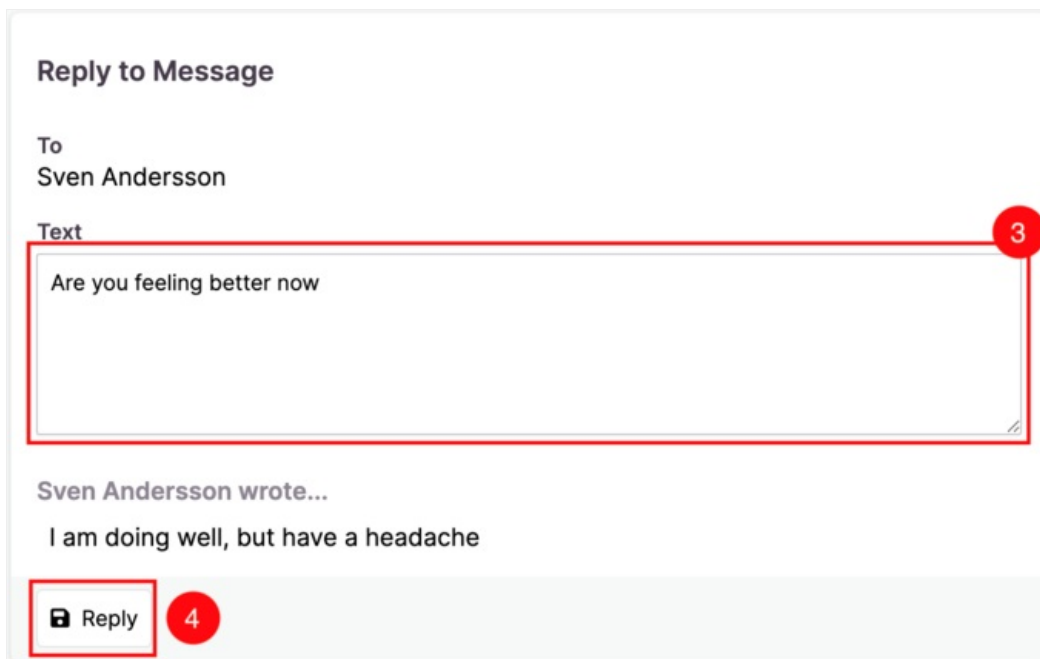 Reply to Message
To
Sven Andersson
Text
3
Are you feeling better now
Sven Andersson wrote...
I am doing well, but have a headache
Reply
4